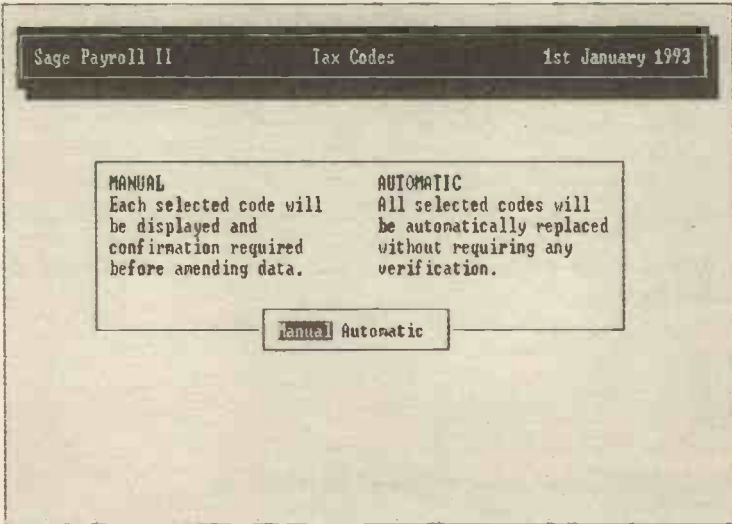 Sage Payroll II Tax Codes 1st January 1993
MANUAL
Each selected code will
be displayed and
confirmation required
before amending data.
AUTOMATIC
All selected codes will
be automatically replaced
without requiring any
verification.
Manual Automatic